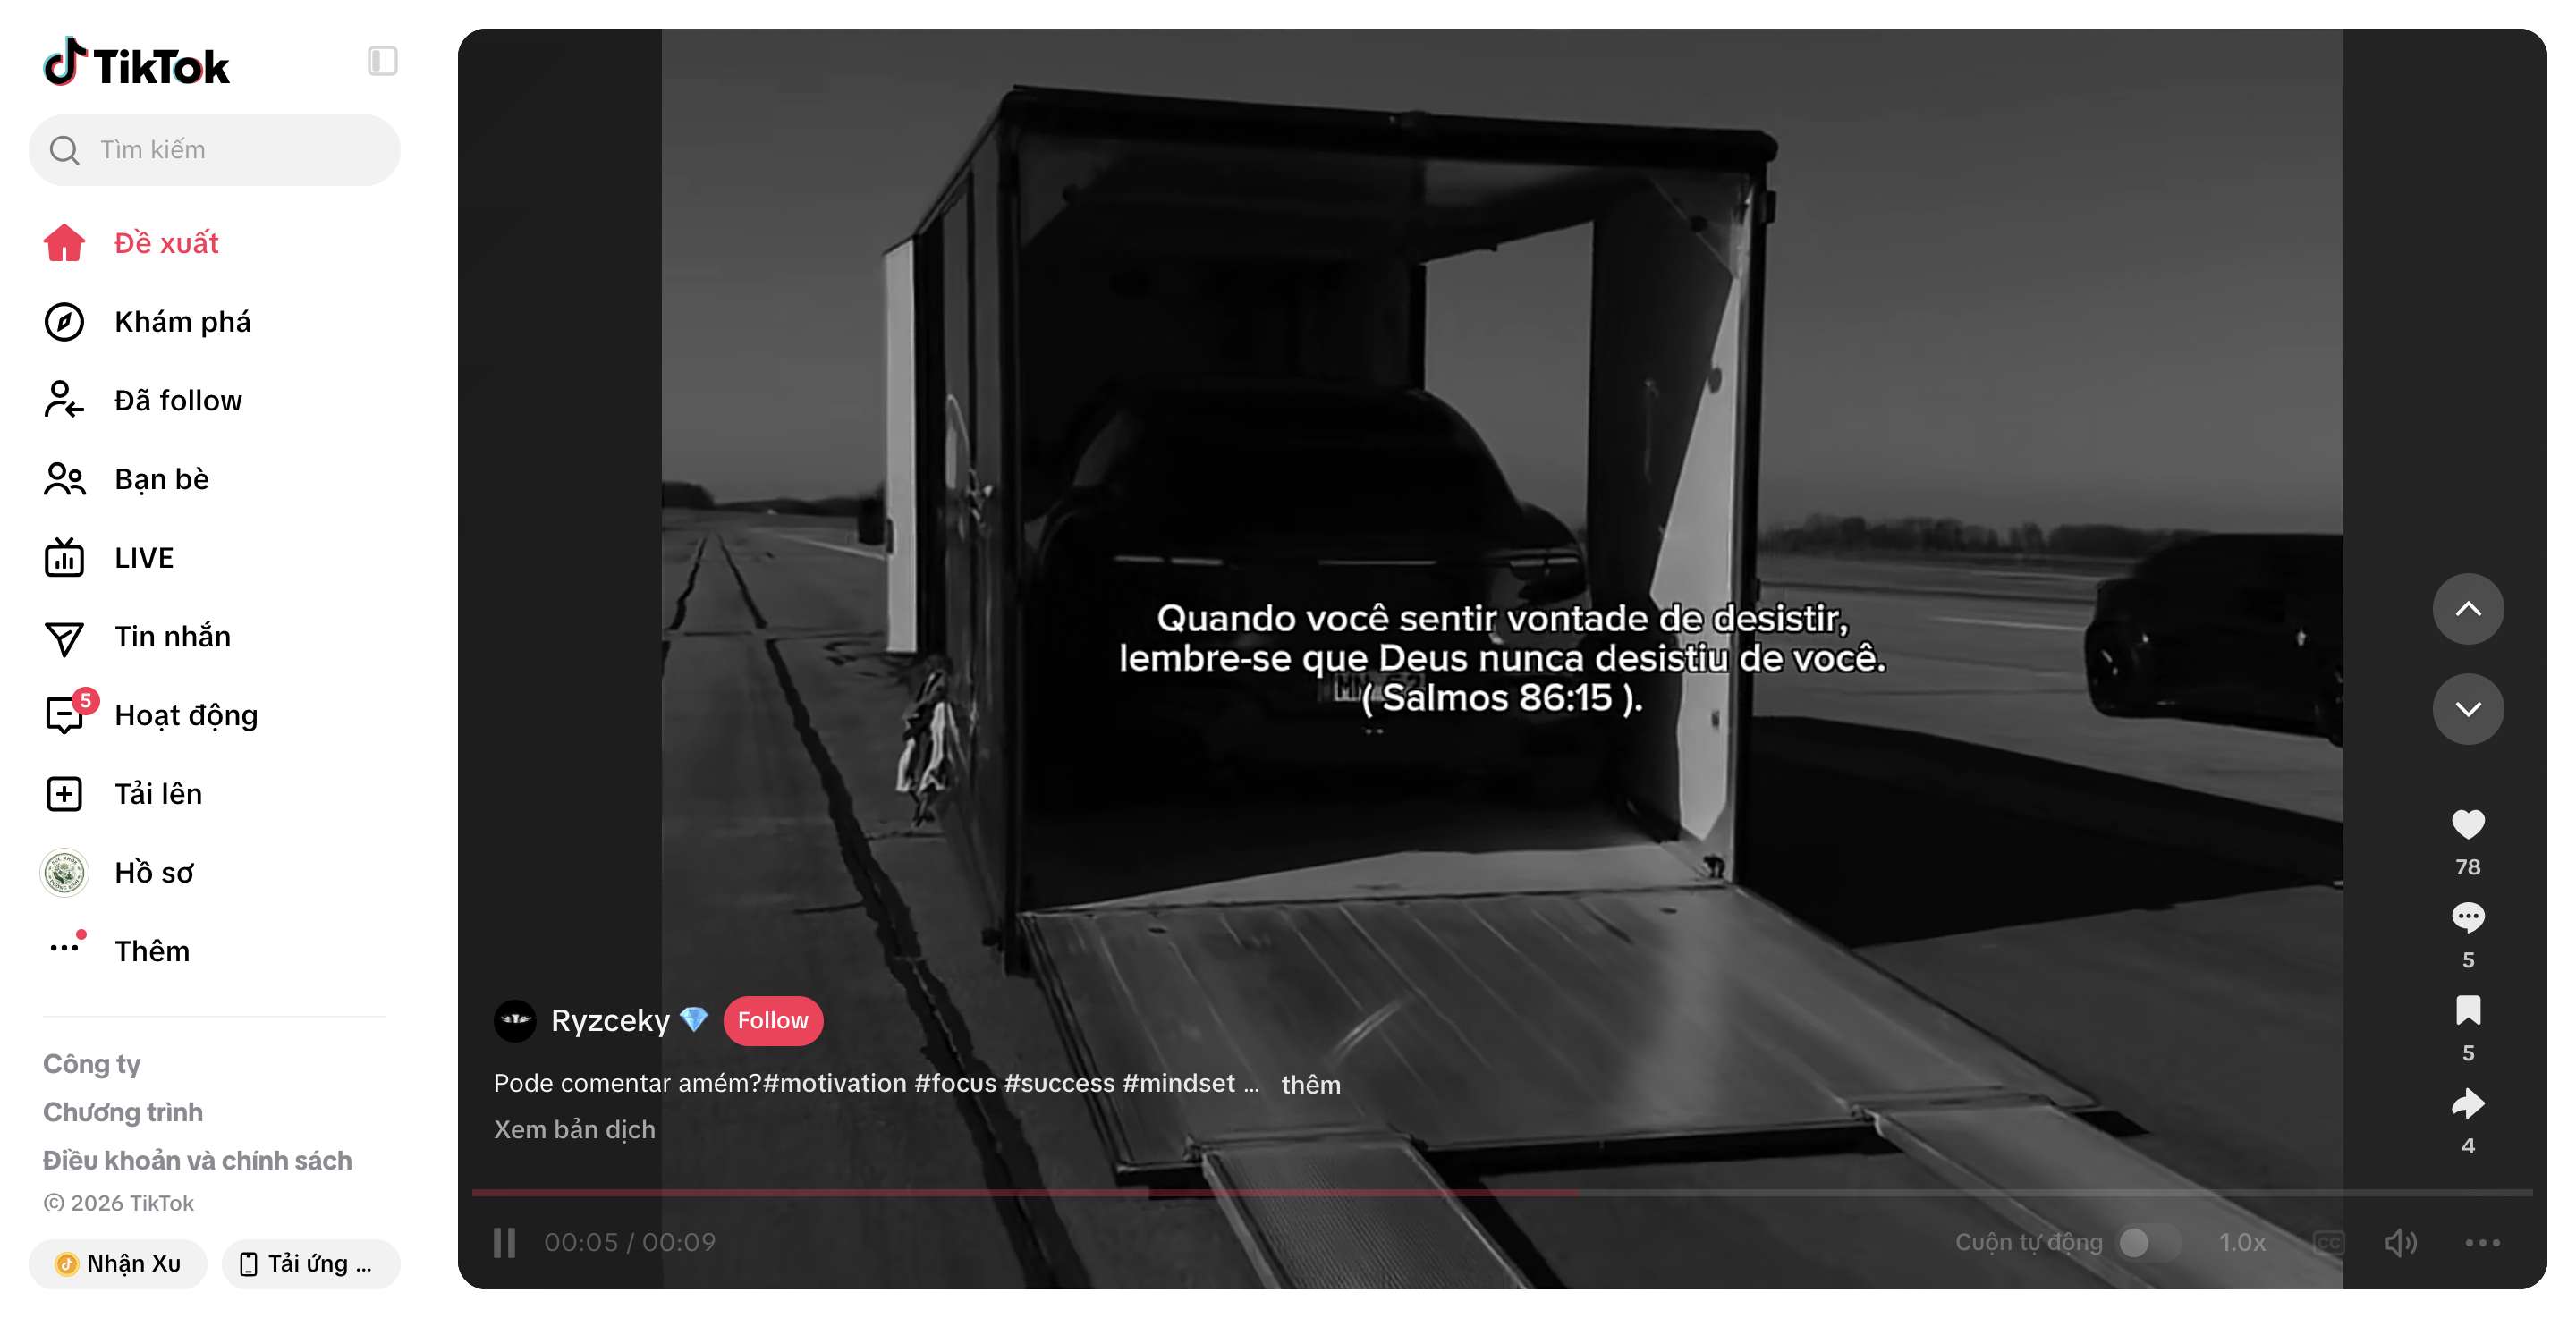 TikTok
Tìm kiếm
Đề xuất
Khám phá
Đã follow
Bạn bè
LIVE
Tin nhắn
5
Hoạt động
Tải lên
Hồ sơ
Thêm
Công ty
Chương trình
Điều khoản và chính sách
© 2026 TikTok
Nhận Xu
Tải ứng ...
Quando você sentir vontade de desistir,
lembre-se que Deus nunca desistiu de você.
( Salmos 86:15 ).
Ryzceky
Follow
Pode comentar amém?#motivation #focus #success #mindset ... thêm
Xem bản dịch
00:05 / 00:09
Cuộn tự động
1.0x
CC
78
5
5
4